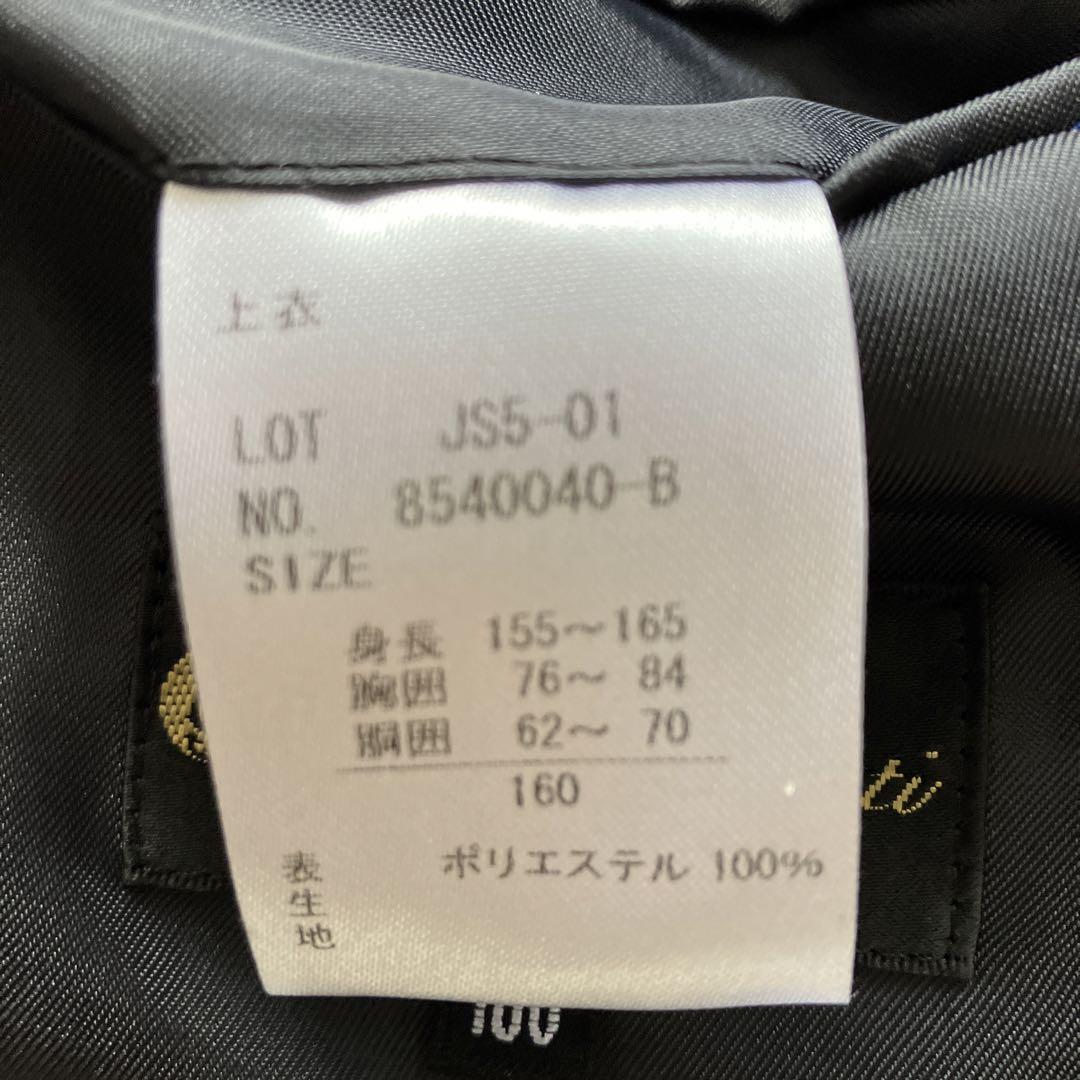 上衣
LOT JS5-01
NO. 8540040-B
SIZE
身長 155～165
胸囲 76～ 84
胴囲 62～ 70
160
表生地 ポリエステル 100%
ti